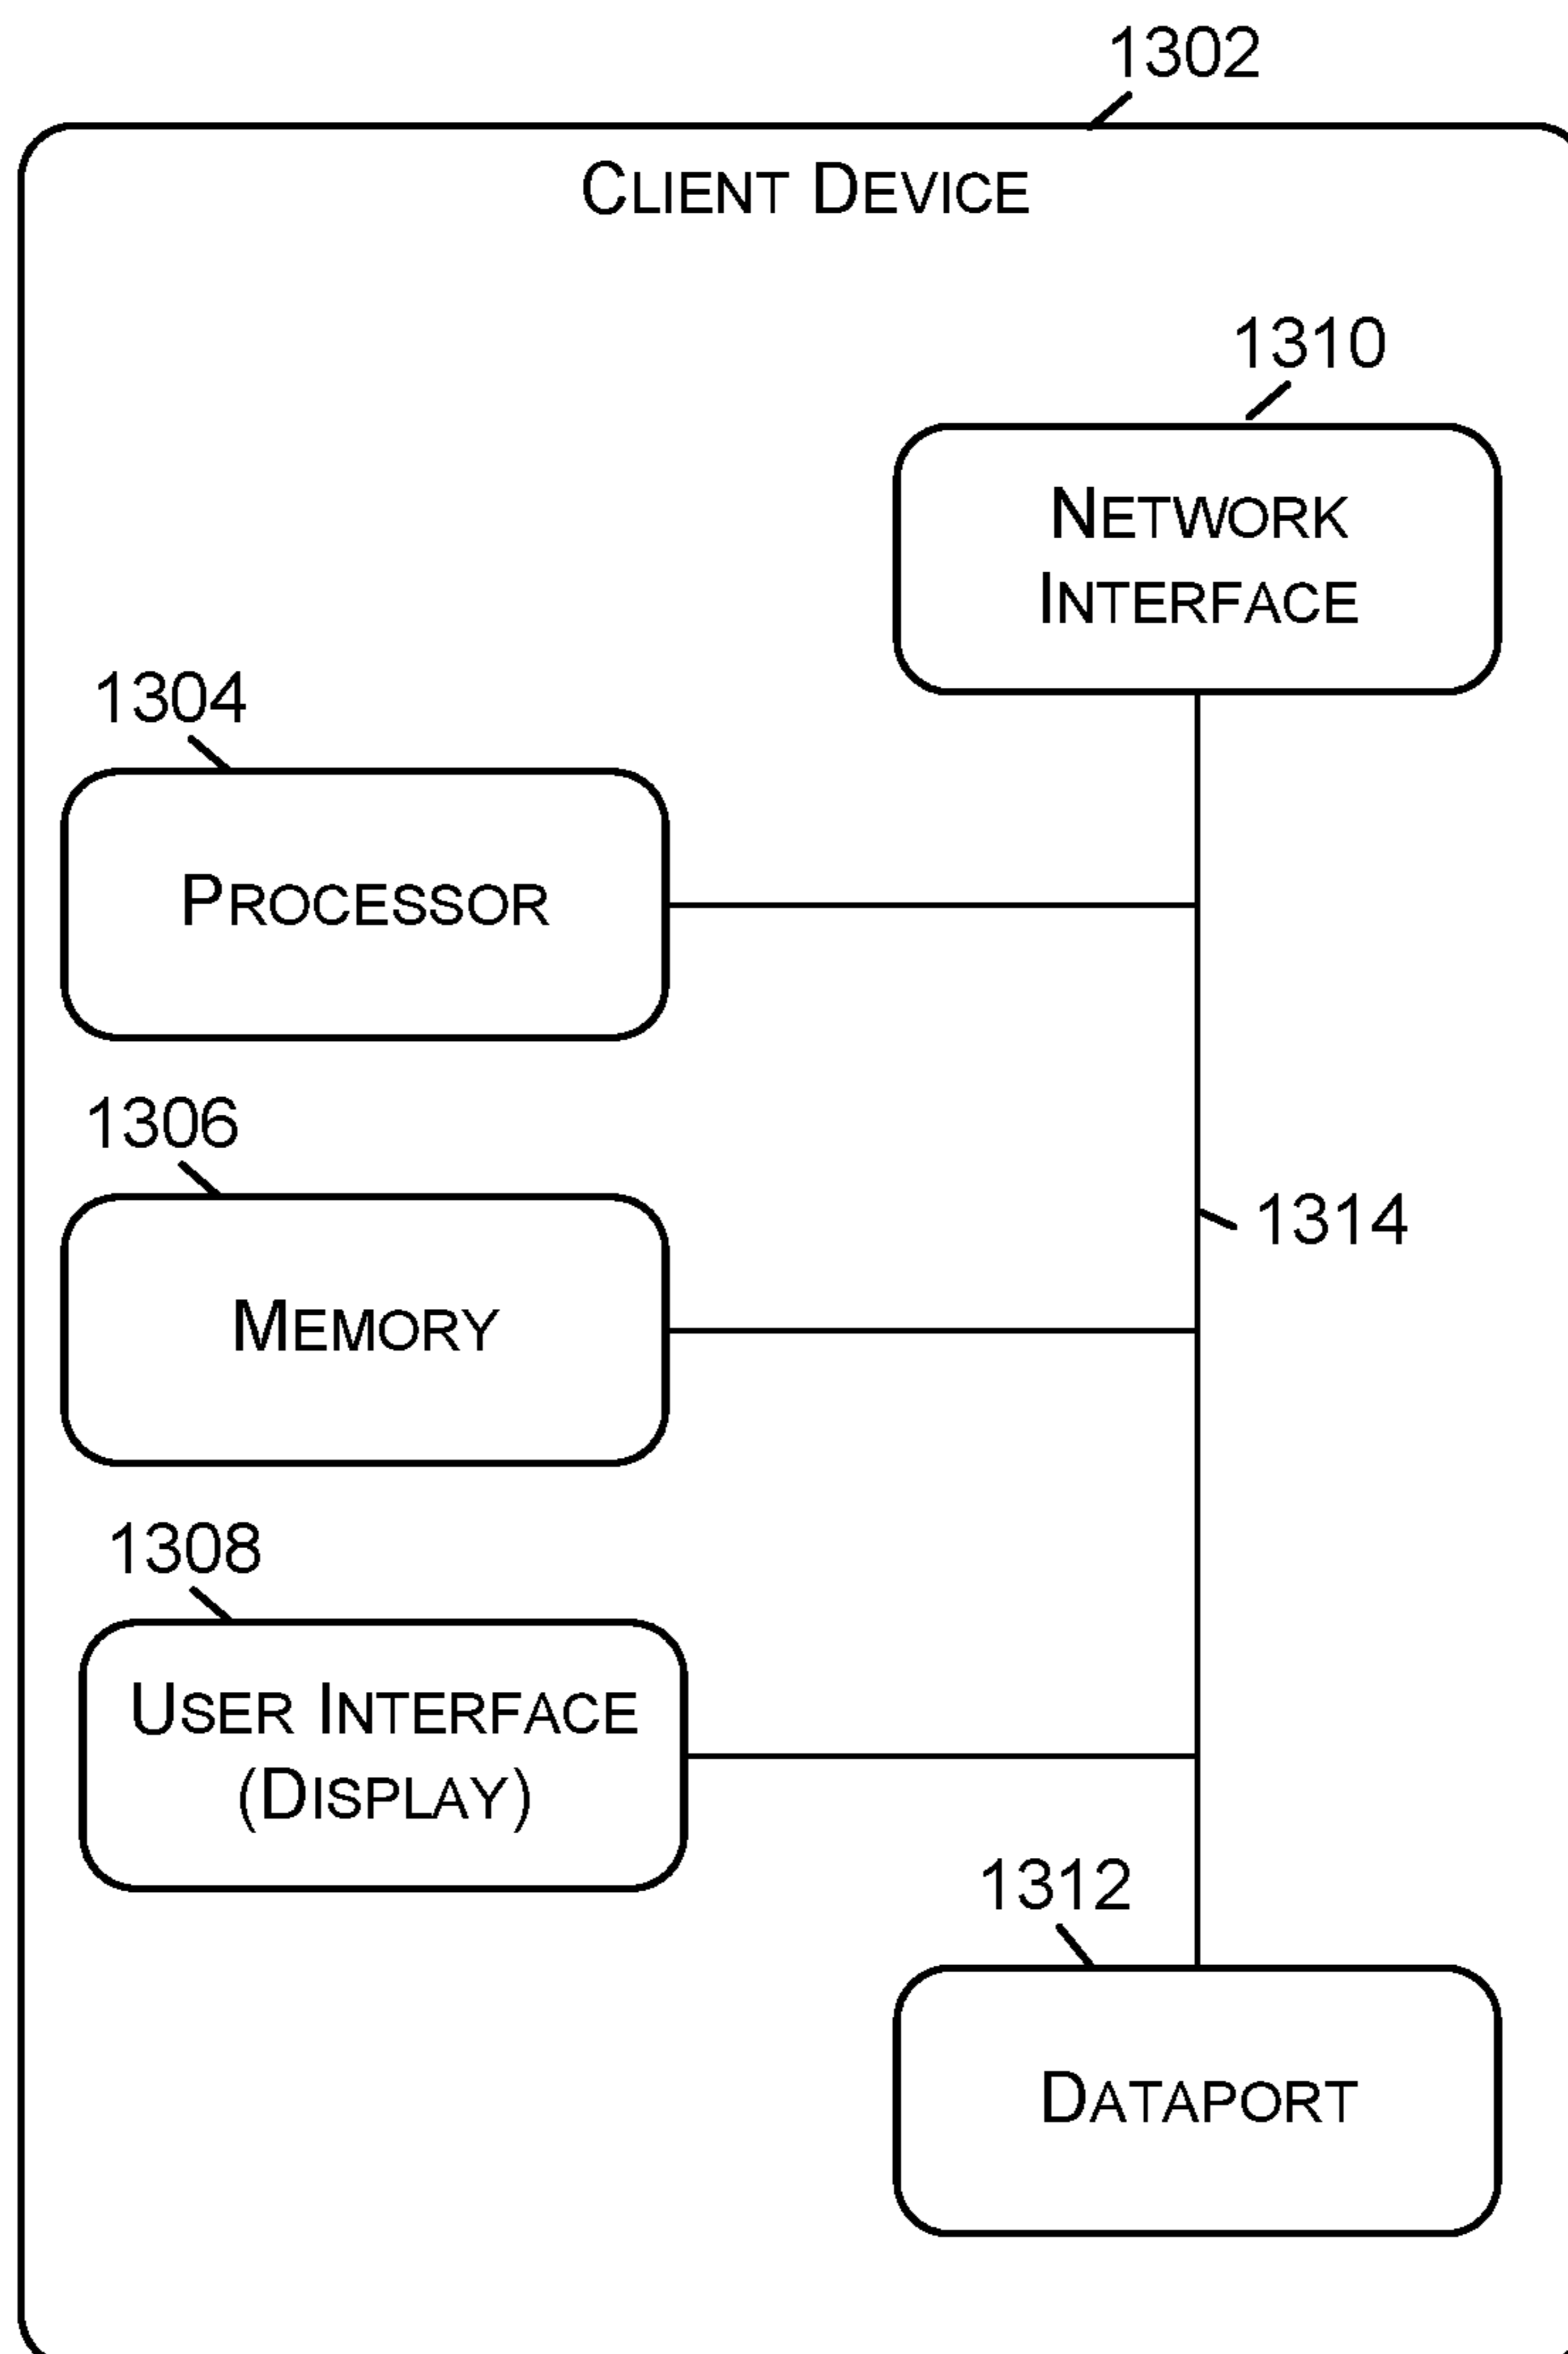 1302
CLIENT DEVICE
1310
NETWORK
INTERFACE
1304
PROCESSOR
1306
1314
MEMORY
1308
USER INTERFACE
(DISPLAY)
1312
DATAPORT